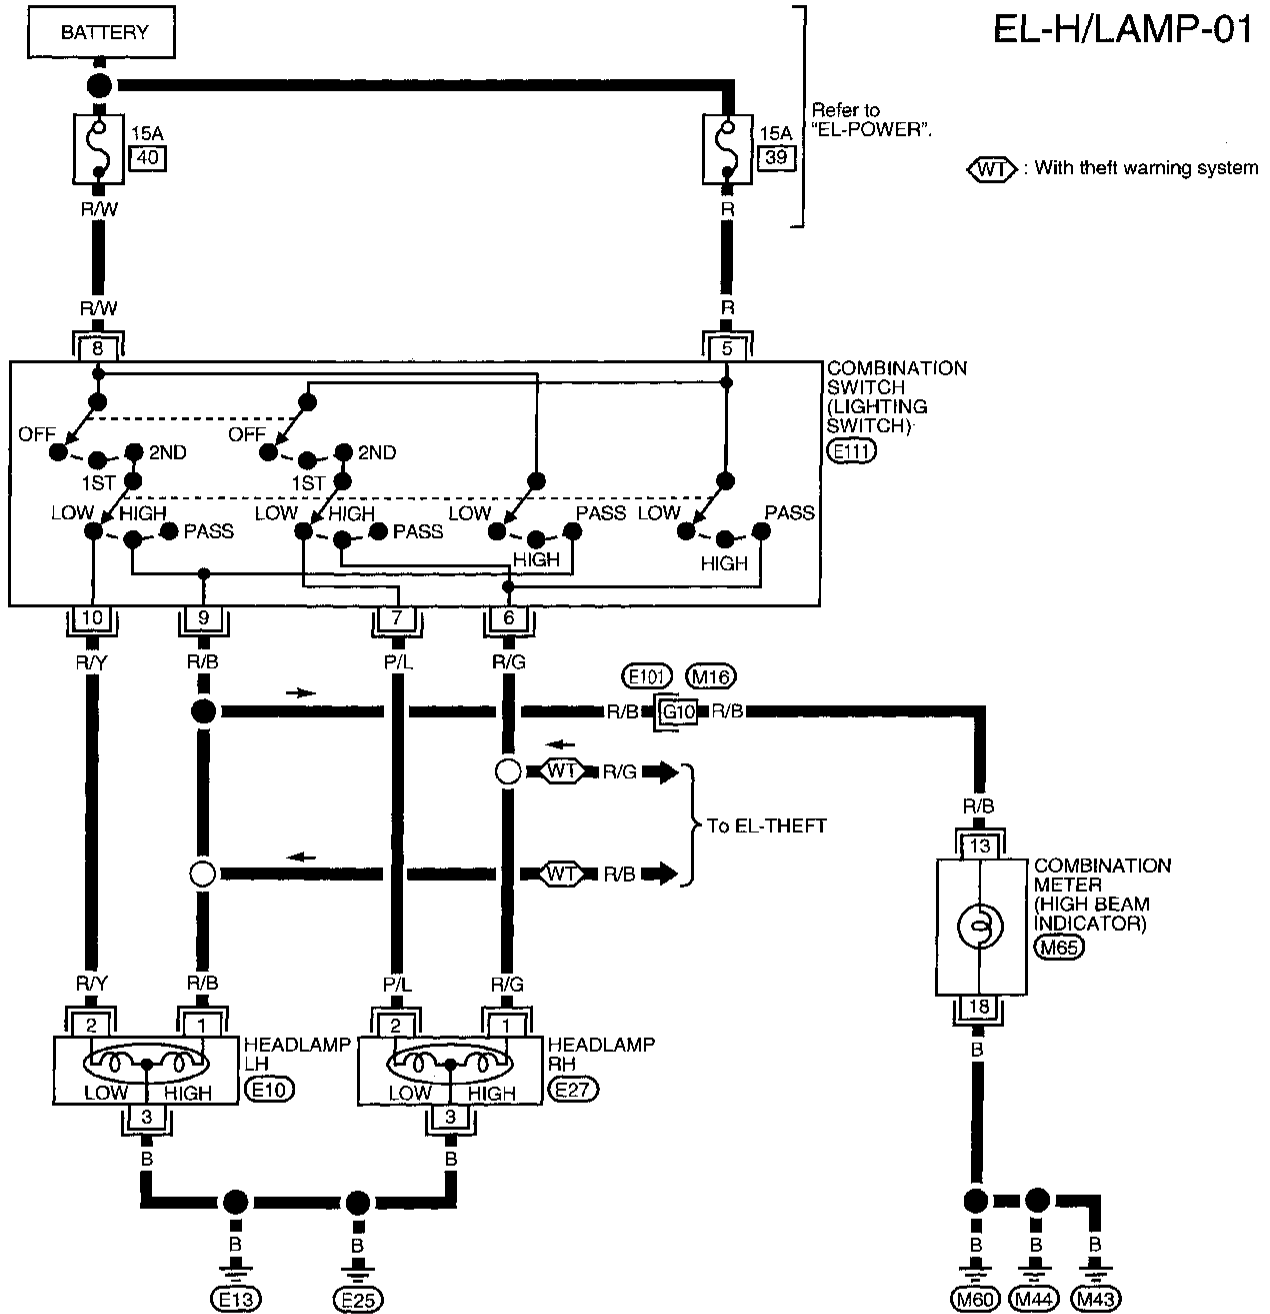 EL-H/LAMP-01
BATTERY
Refer to
"EL-POWER".
15A
40
15A
39
WT : With theft warning system
R/W
R
R/W
R
8
5
COMBINATION
SWITCH
(LIGHTING
SWITCH)
E111
OFF
2ND
1ST
OFF
2ND
1ST
LOW
HIGH
PASS
LOW
HIGH
PASS
LOW
PASS
HIGH
LOW
PASS
HIGH
10
9
7
6
R/Y
R/B
P/L
R/G
E101
M16
R/B
G10
R/B
WT
R/G
To EL-THEFT
WT
R/B
R/B
13
COMBINATION
METER
(HIGH BEAM
INDICATOR)
M65
18
B
R/Y
R/B
P/L
R/G
2
1
2
1
HEADLAMP
LH
E10
LOW
HIGH
HEADLAMP
RH
E27
LOW
HIGH
3
3
B
B
B
B
B
B
B
E13
E25
M60
M44
M43